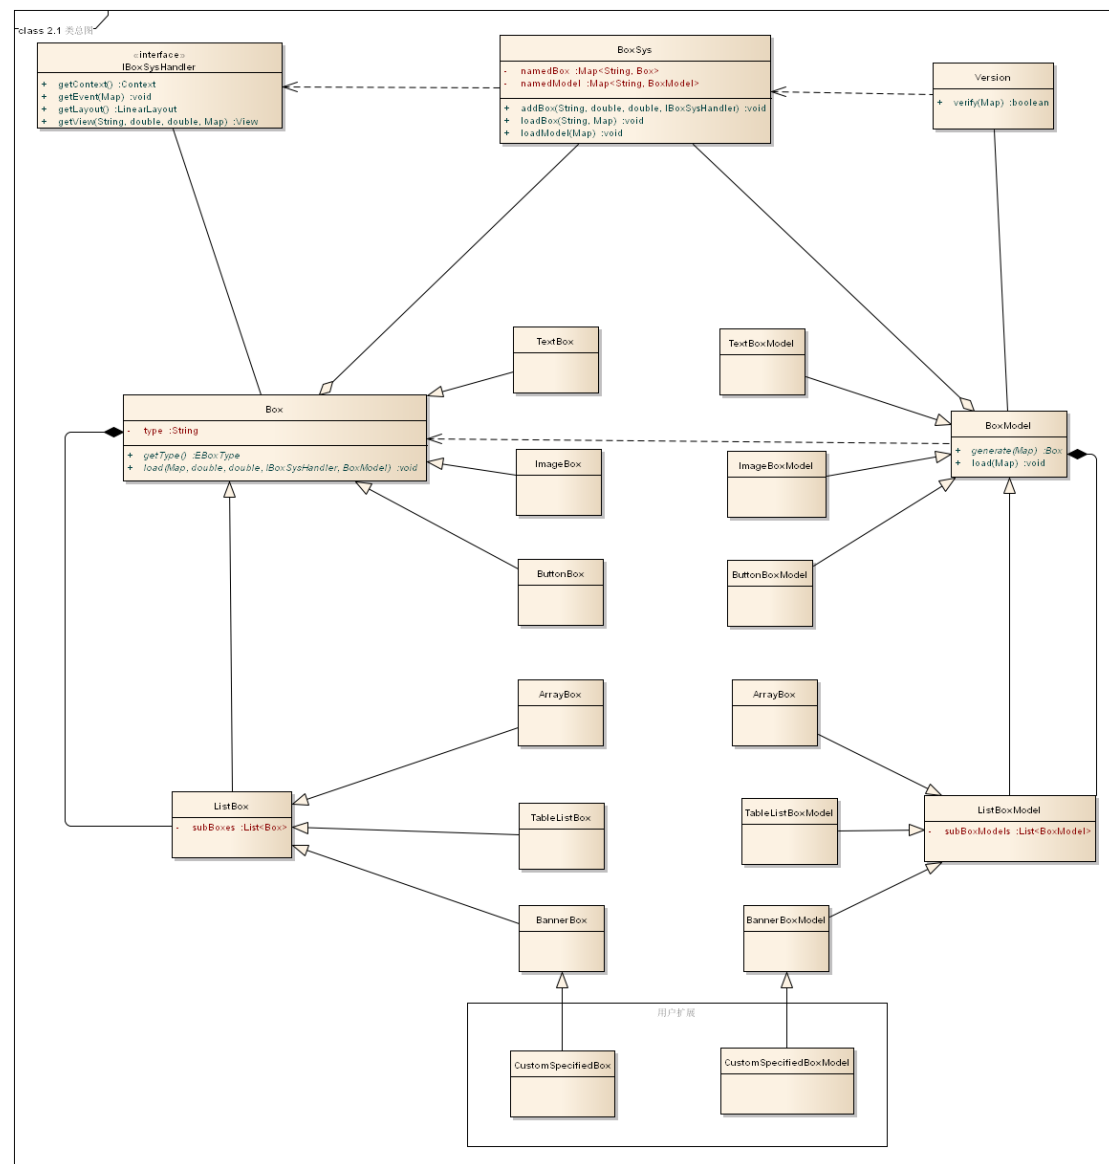 class 2.1 类总图
«interface»
IBoxSysHandler
+ getContext() :Context
+ getEvent(Map) :void
+ getLayout() :LinearLayout
+ getView(String, double, double, Map) :View
BoxSys
- namedBox :Map<String, Box>
- namedModel :Map<String, BoxModel>
+ addBox(String, double, double, IBoxSysHandler) :void
+ loadBox(String, Map) :void
+ loadModel(Map) :void
Version
+ verify(Map) :boolean
TextBox
TextBoxModel
Box
- type :String
+ getType() :EBoxType
+ load(Map, double, double, IBoxSysHandler, BoxModel) :void
BoxModel
+ generate(Map) :Box
+ load(Map) :void
ImageBox
ImageBoxModel
ButtonBox
ButtonBoxModel
ArrayBox
ArrayBox
ListBox
- subBoxes :List<Box>
ListBoxModel
- subBoxModels :List<BoxModel>
TableListBox
TableListBoxModel
BannerBox
BannerBoxModel
用户扩展
CustomSpecifiedBox
CustomSpecifiedBoxModel